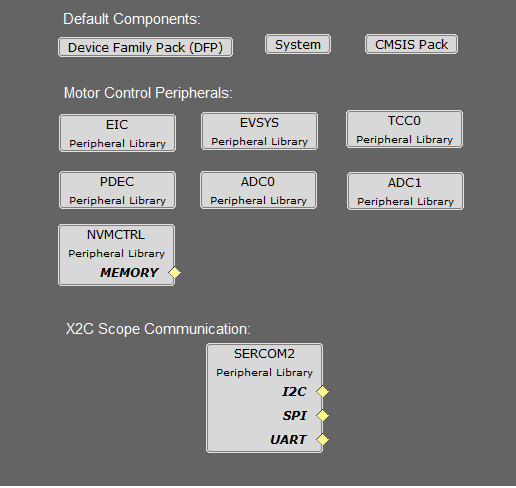 Default Components:
Device Family Pack (DFP)
System
CMSIS Pack
Motor Control Peripherals:
EIC
Peripheral Library
EVSYS
Peripheral Library
TCC0
Peripheral Library
PDEC
Peripheral Library
ADC0
Peripheral Library
ADC1
Peripheral Library
NVMCTRL
Peripheral Library
MEMORY
X2C Scope Communication:
SERCOM2
Peripheral Library
I2C
SPI
UART